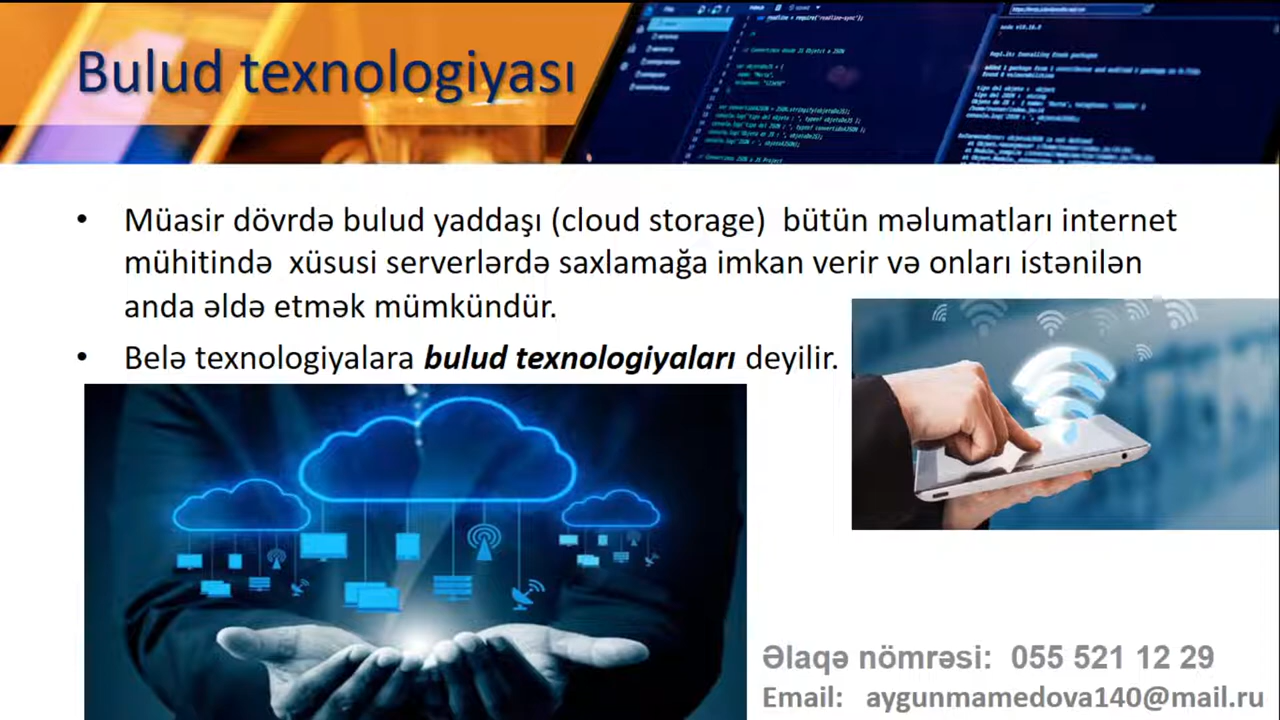 Bulud texnologiyası
• Müasir dövrdə bulud yaddaşı (cloud storage) bütün məlumatları internet
mühitində xüsusi serverlərdə saxlamağa imkan verir və onları istənilən
anda əldə etmək mümkündür.
• Belə texnologiyalara bulud texnologiyaları deyilir.
Əlaqə nömrəsi: 055 521 12 29
Email: aygunmamedova140@mail.ru